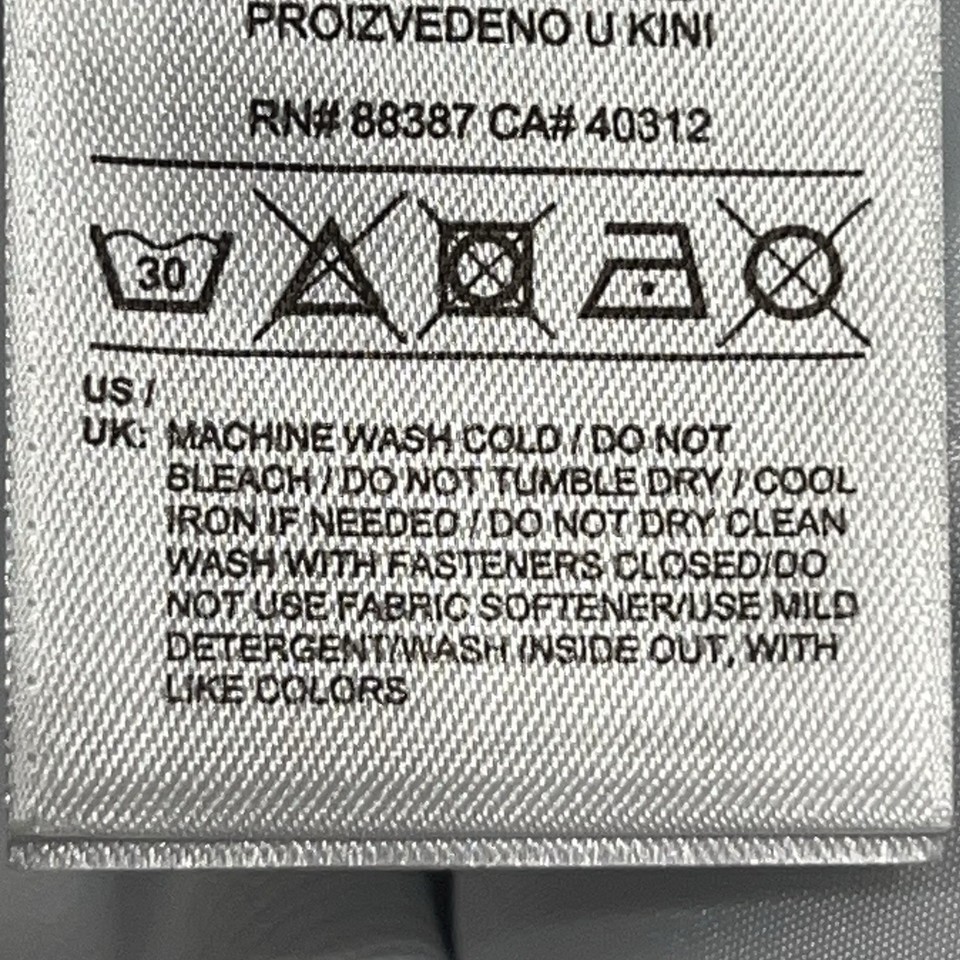 PROIZVEDENO U KINI
RN# 88387 CA# 40312
30
US /
UK: MACHINE WASH COLD / DO NOT
BLEACH / DO NOT TUMBLE DRY / COOL
IRON IF NEEDED / DO NOT DRY CLEAN
WASH WITH FASTENERS CLOSED/DO
NOT USE FABRIC SOFTENER/USE MILD
DETERGENT/WASH INSIDE OUT, WITH
LIKE COLORS